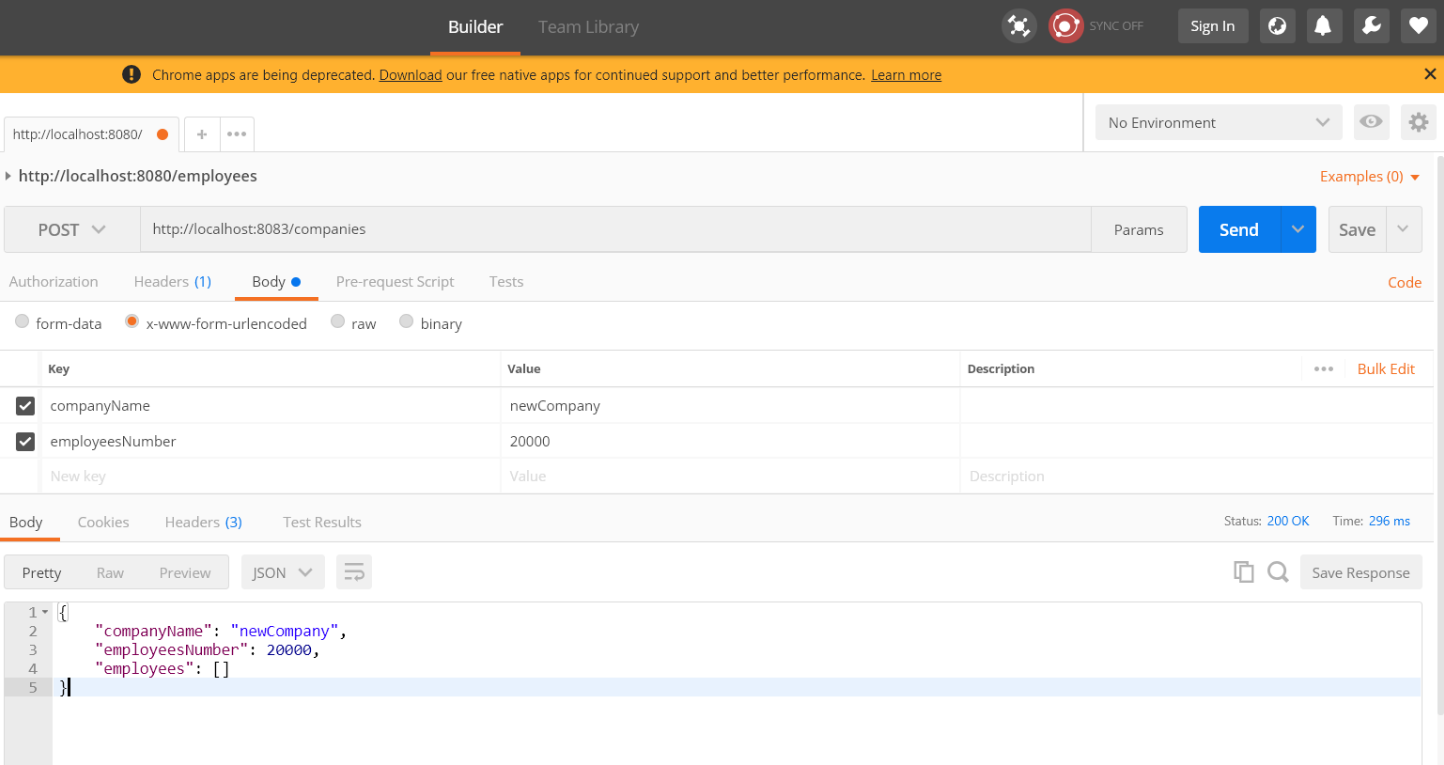 Builder Team Library SYNC OFF Sign In
Chrome apps are being deprecated. Download our free native apps for continued support and better performance. Learn more
http://localhost:8080/ + ••• No Environment
http://localhost:8080/employees Examples (0)
POST http://localhost:8083/companies Params Send Save
Authorization Headers (1) Body Pre-request Script Tests Code
form-data x-www-form-urlencoded raw binary
Key Value Description ••• Bulk Edit
companyName newCompany
employeesNumber 20000
New key Value Description
Body Cookies Headers (3) Test Results Status: 200 OK Time: 296 ms
Pretty Raw Preview JSON Save Response
1 {
2 "companyName": "newCompany",
3 "employeesNumber": 20000,
4 "employees": []
5 }